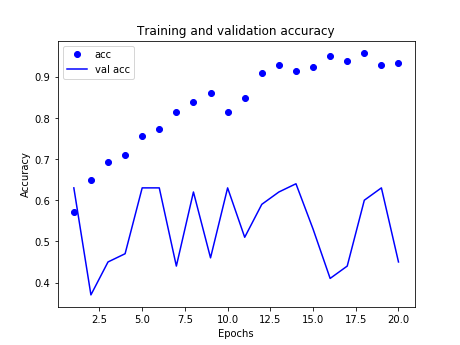 Training and validation accuracy
acc
val acc
Accuracy
0.9
0.8
0.7
0.6
0.5
0.4
2.5 5.0 7.5 10.0 12.5 15.0 17.5 20.0
Epochs